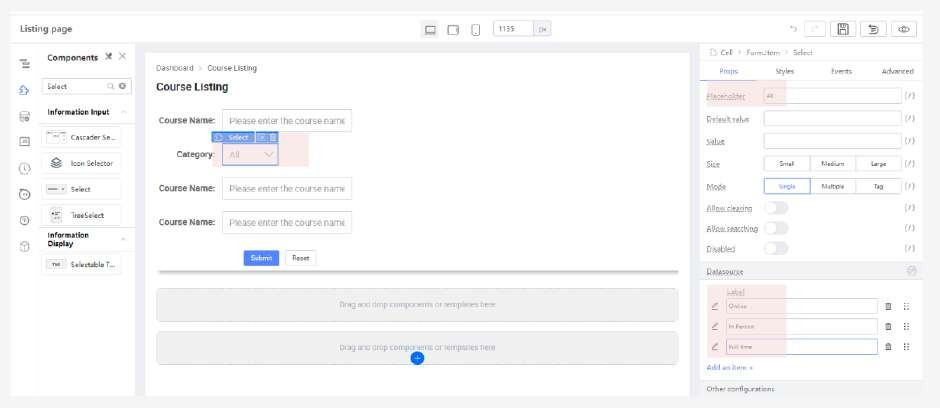 Listing page
1135 px
Components
Select
Information Input
Cascader Se...
Icon Selector
Select
TreeSelect
Information
Display
Selectable T...
Dashboard > Course Listing
Course Listing
Course Name: Please enter the course name
Select
Category: All
Course Name: Please enter the course name
Course Name: Please enter the course name
Submit Reset
Drag and drop components or templates here
Drag and drop components or templates here
Cell > FormItem > Select
Props Styles Events Advanced
Placeholder All
Default value
Value
Size Small Medium Large
Mode Single Multiple Tag
Allow clearing
Allow searching
Disabled
Datasource
Label
Online
In Person
Full time
Add an item +
Other configurations